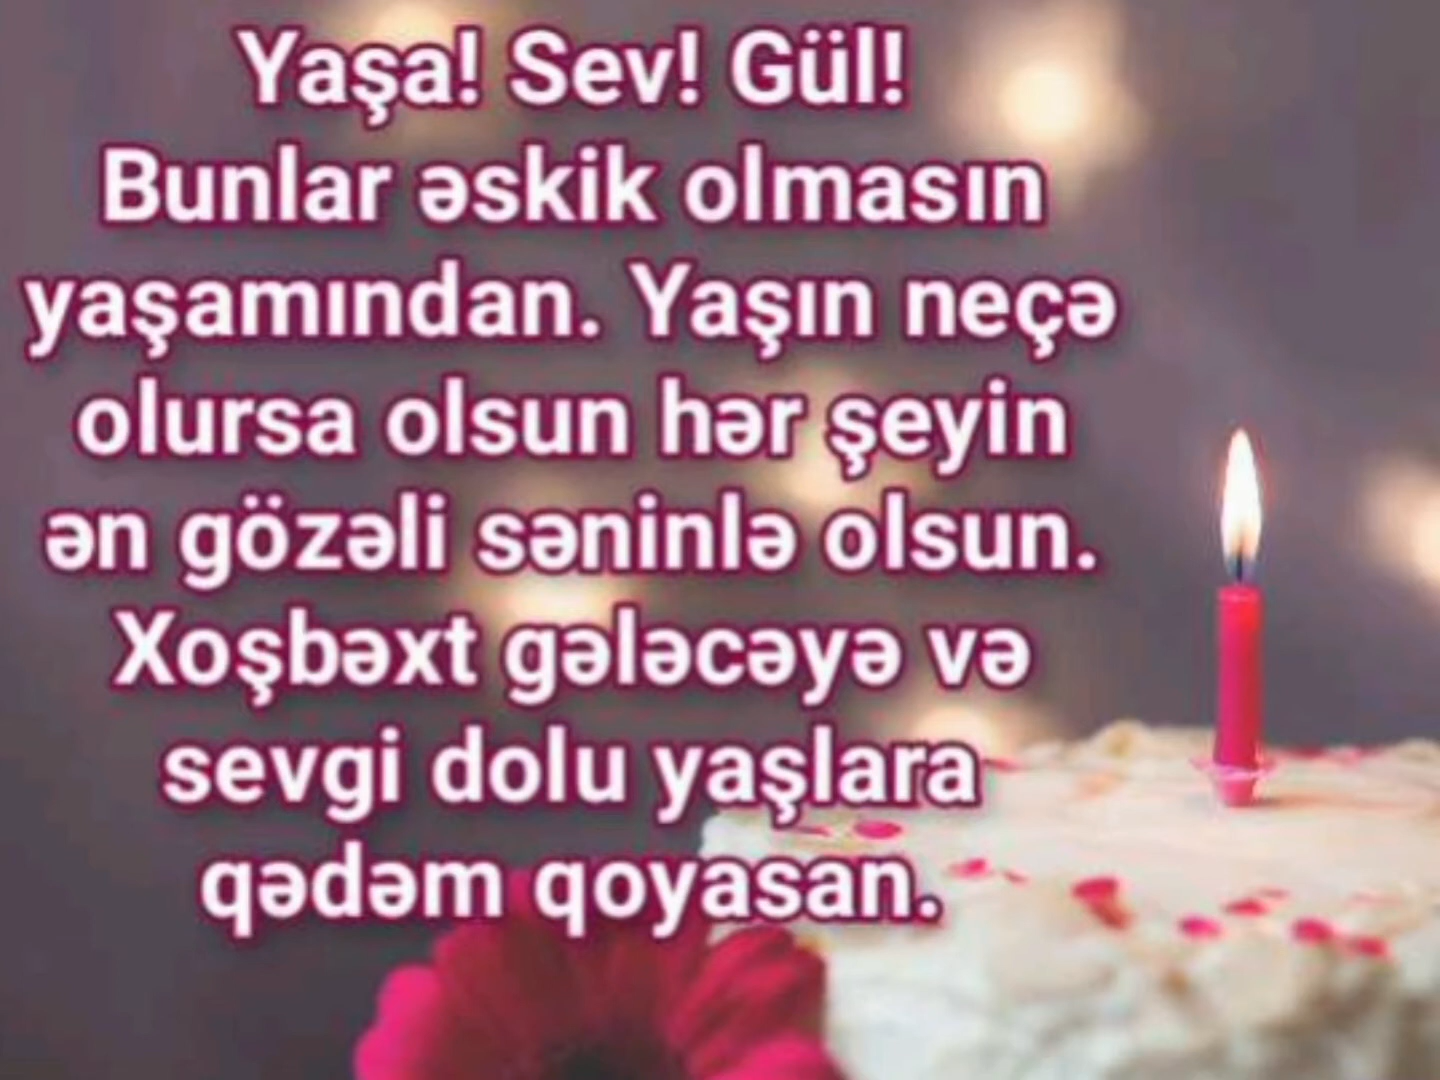 Yaşa! Sev! Gül!
Bunlar əskik olmasın
yaşamından. Yaşın neçə
olursa olsun hər şeyin
ən gözəli səninlə olsun.
Xoşbəxt gələcəyə və
sevgi dolu yaşlara
qədəm qoyasan.